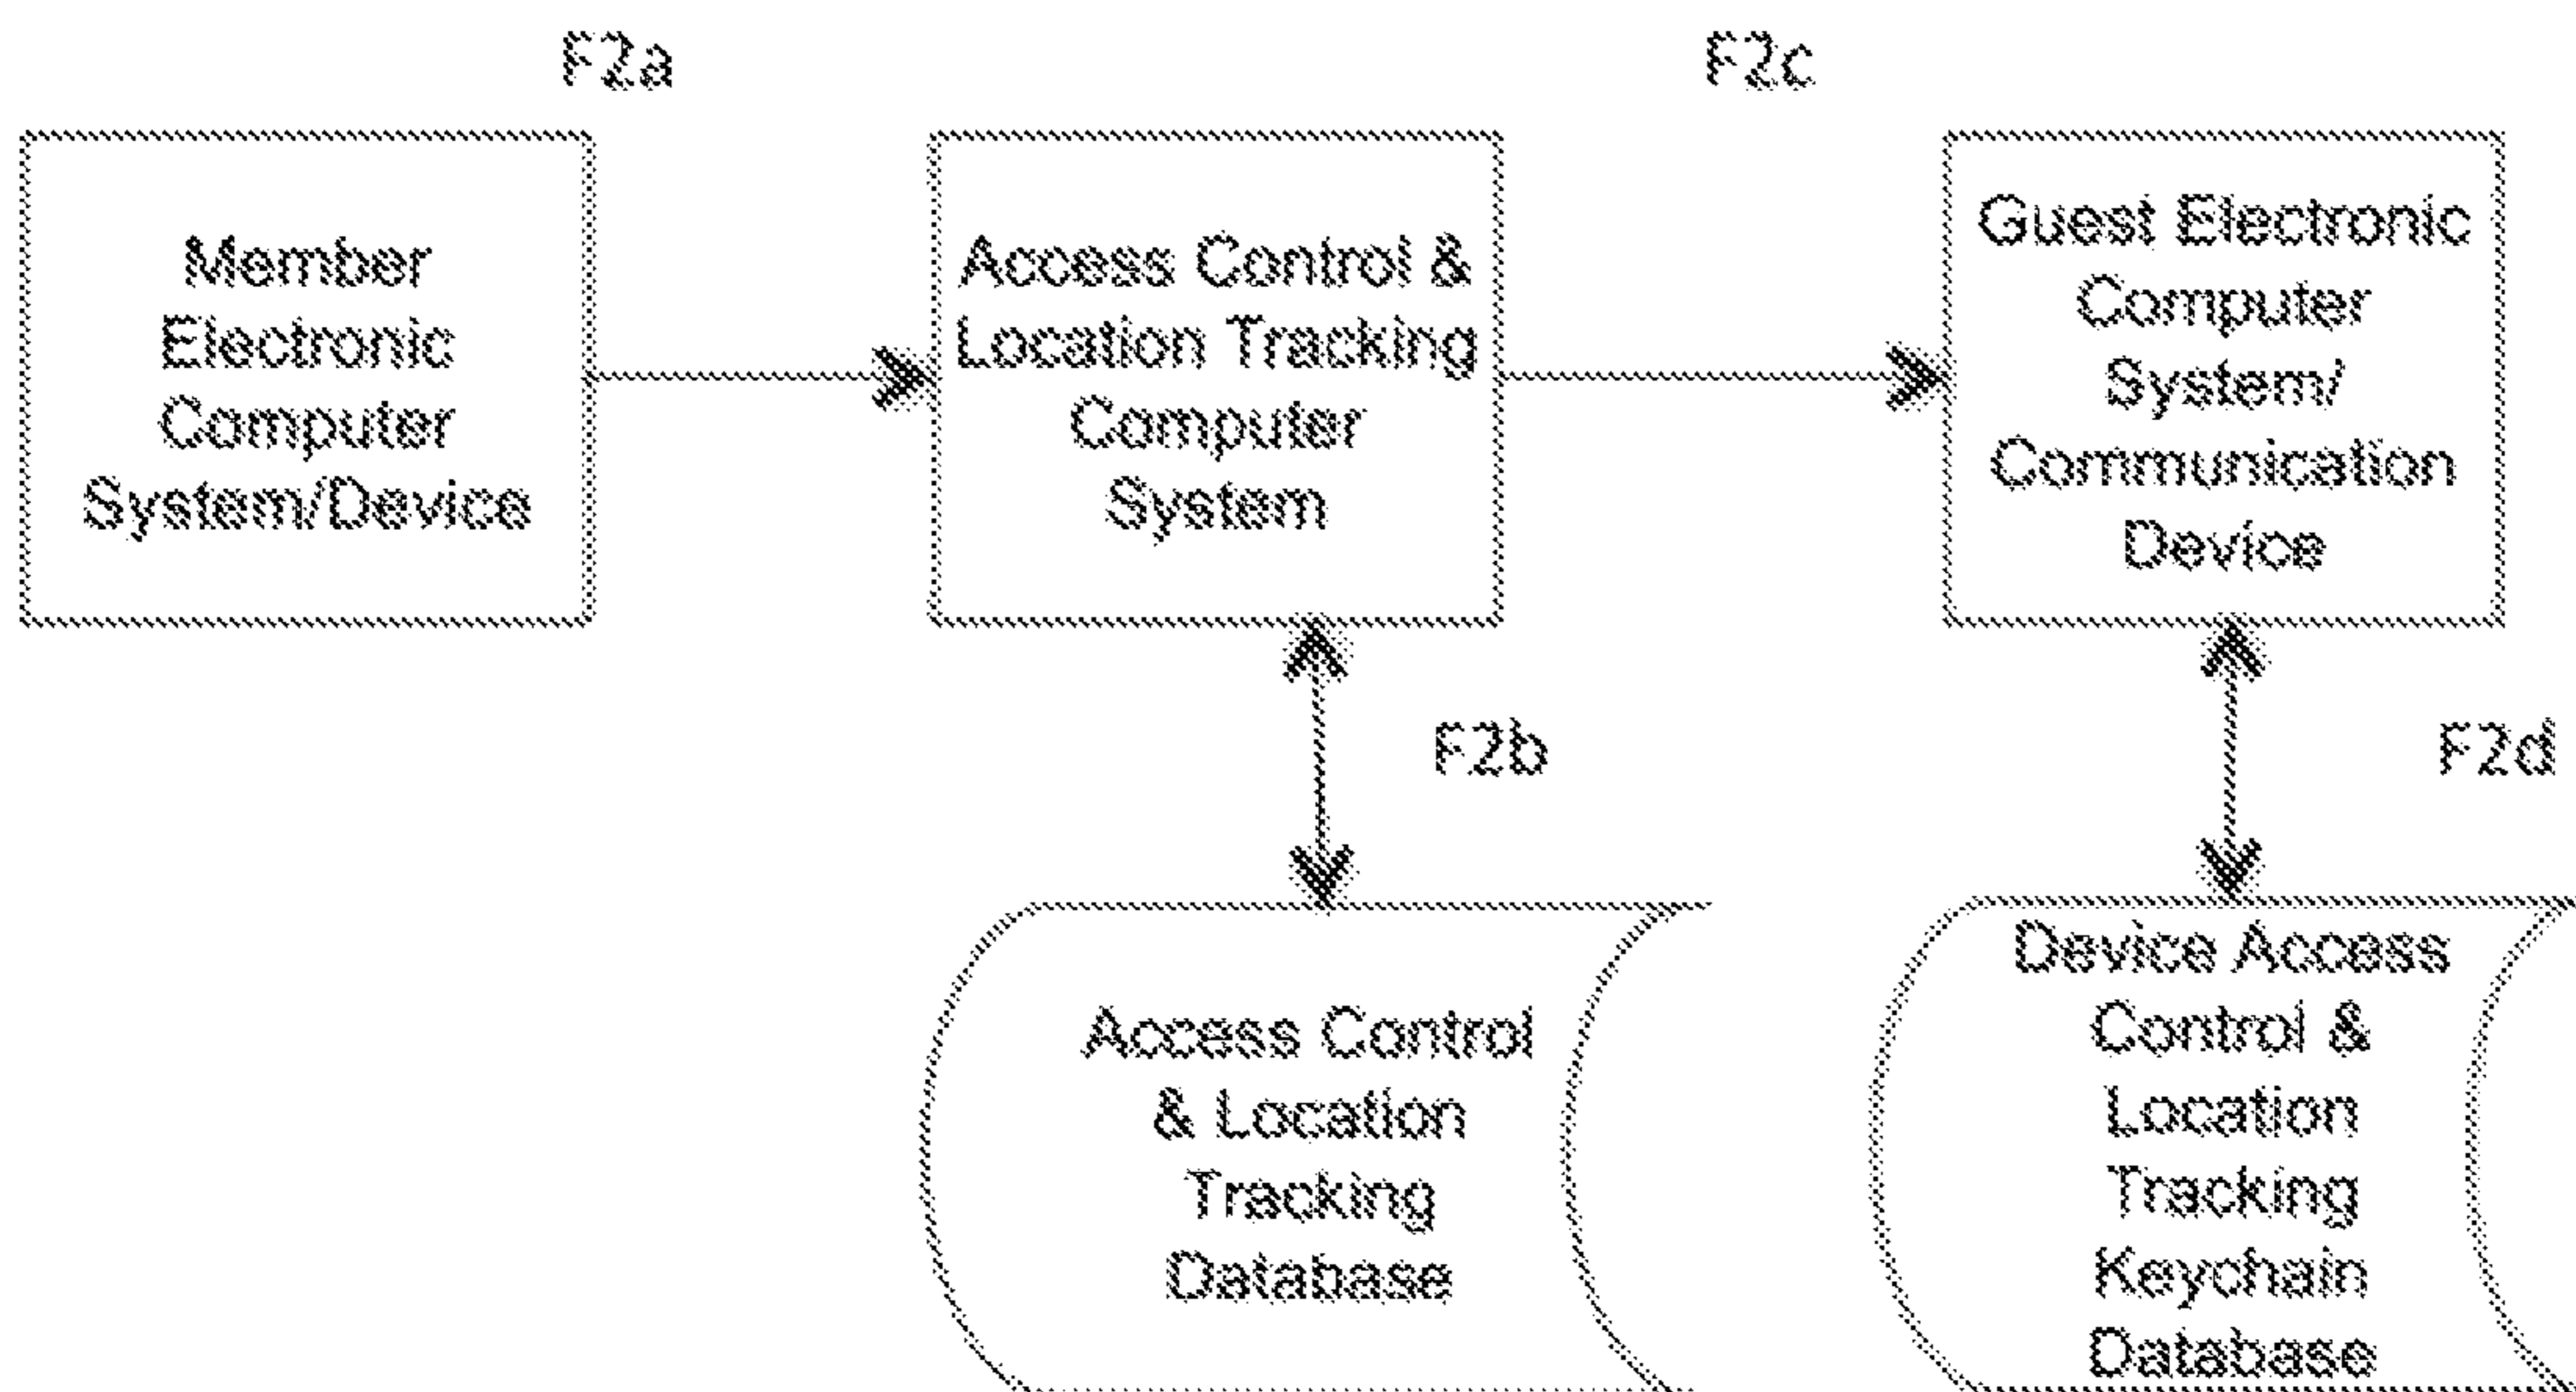 F2a
F2c
Member
Electronic
Computer
System/Device
Access Control &
Location Tracking
Computer
System
Guest Electronic
Computer
System/
Communication
Device
F2b
F2d
Access Control
& Location
Tracking
Database
Device Access
Control &
Location
Tracking
Keychain
Database